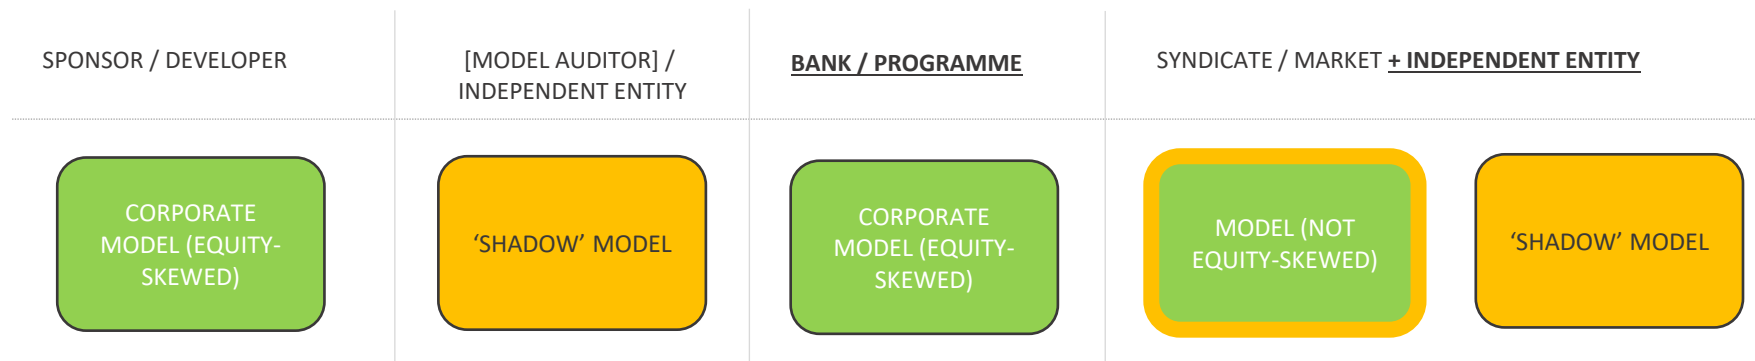 SPONSOR / DEVELOPER
[MODEL AUDITOR] /
INDEPENDENT ENTITY
BANK / PROGRAMME
SYNDICATE / MARKET + INDEPENDENT ENTITY
CORPORATE
MODEL (EQUITY-
SKEWED)
‘SHADOW’ MODEL
CORPORATE
MODEL (EQUITY-
SKEWED)
MODEL (NOT
EQUITY-SKEWED)
‘SHADOW’ MODEL